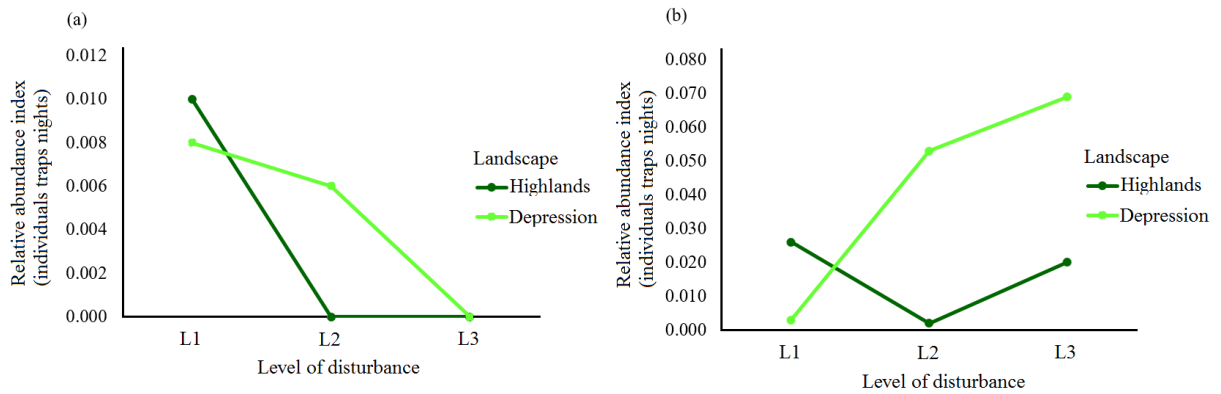 (a)
Relative abundance index
(individuals traps nights)
0.012
0.010
0.008
0.006
0.004
0.002
0.000
L1
L2
L3
Level of disturbance
Landscape
Highlands
Depression
(b)
Relative abundance index
(individuals traps nights)
0.080
0.070
0.060
0.050
0.040
0.030
0.020
0.010
0.000
L1
L2
L3
Level of disturbance
Landscape
Highlands
Depression